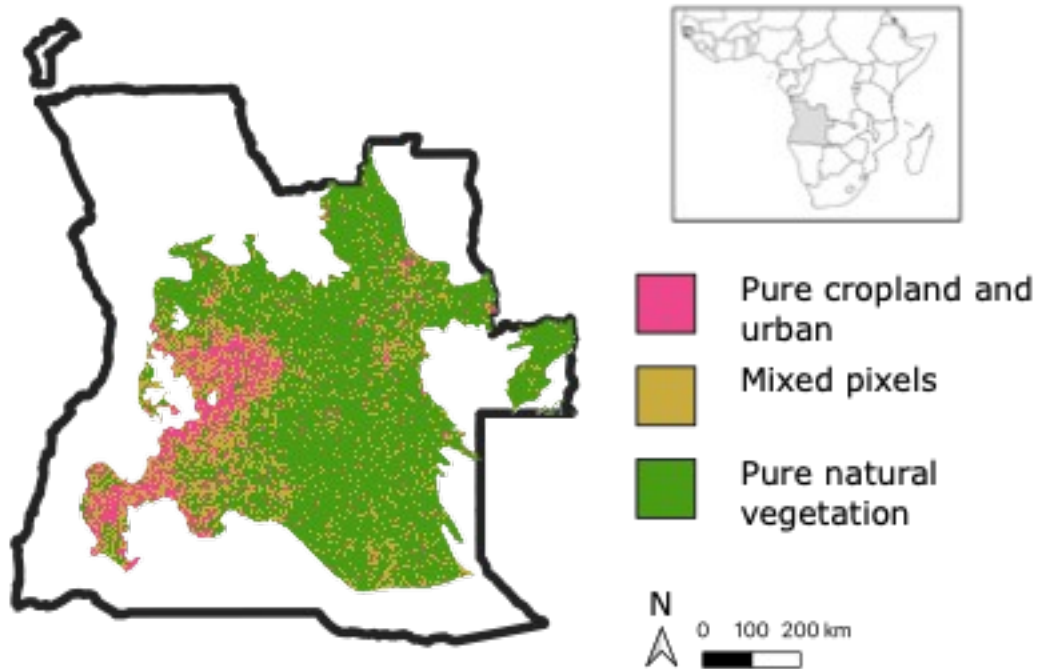 Pure cropland and
urban
Mixed pixels
Pure natural
vegetation
N
0 100 200 km